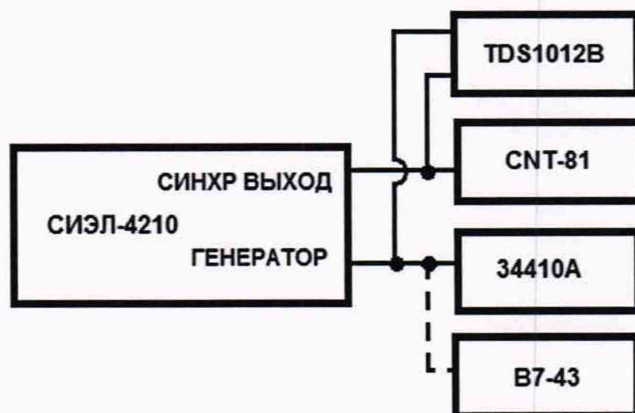 TDS1012B
СИНХР ВЫХОД
CNT-81
СИЭЛ-4210
ГЕНЕРАТОР
34410A
В7-43